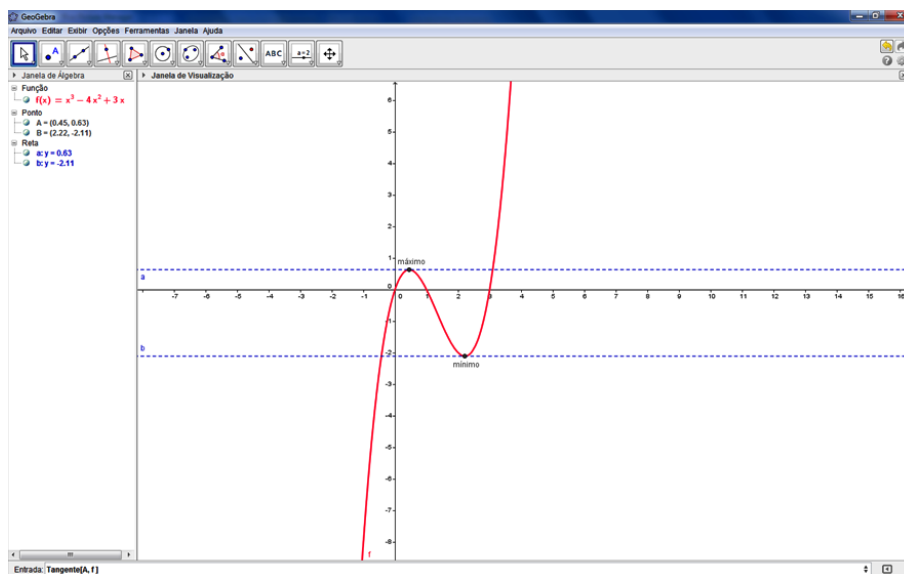 GeoGebra
Arquivo Editar Exibir Opções Ferramentas Janela Ajuda
A
ABC
a=2
Janela de Álgebra
Janela de Visualização
Função
f(x) = x³ − 4 x² + 3 x
Ponto
A = (0.45, 0.63)
B = (2.22, -2.11)
Reta
a: y = 0.63
b: y = -2.11
6
5
4
3
2
1
máximo
a
0
-7 -6 -5 -4 -3 -2 -1 0 1 2 3 4 5 6 7 8 9 10 11 12 13 14 15 16
-1
b
-2
mínimo
-3
-4
-5
-6
-7
-8
f
Entrada: Tangente[A, f ]